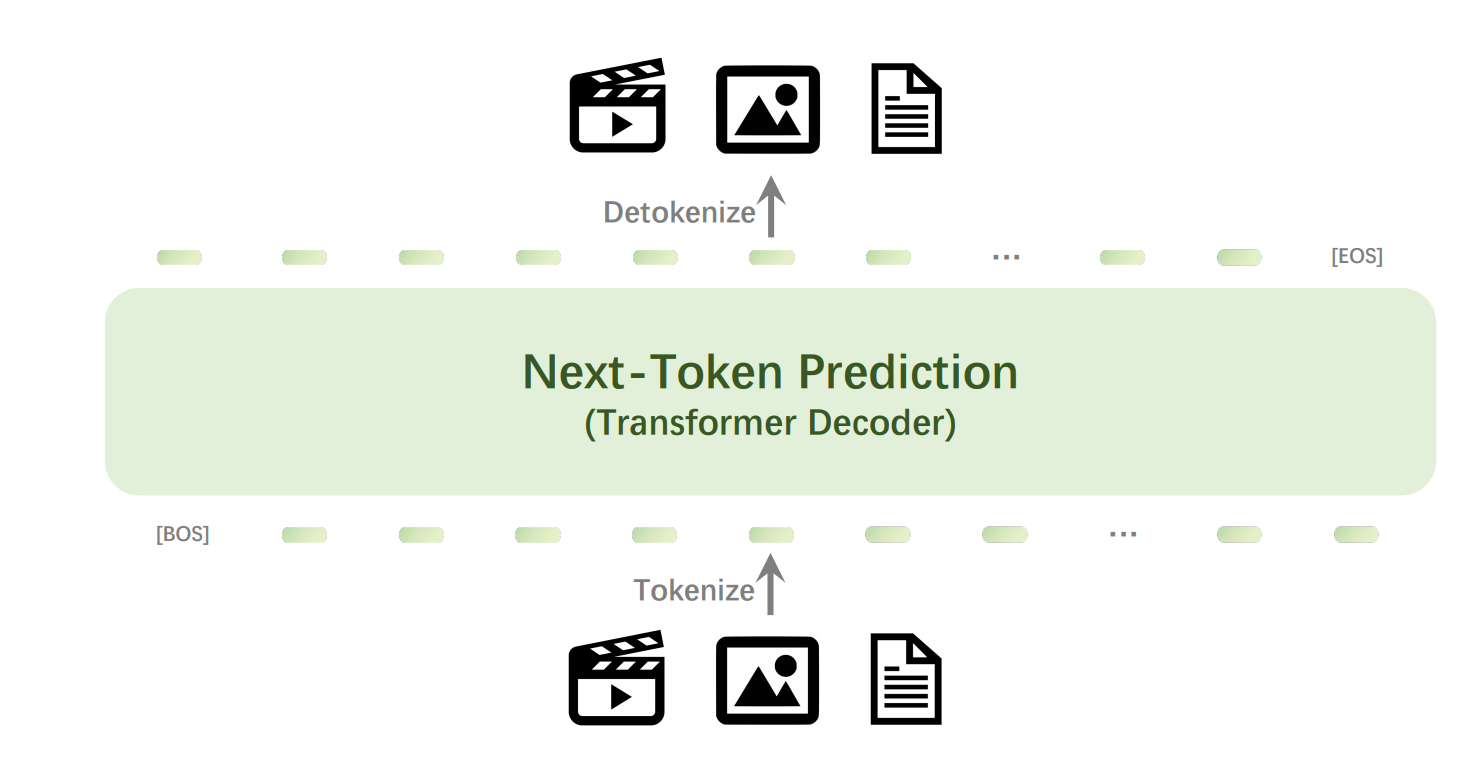 Detokenize
... [EOS]
Next-Token Prediction
(Transformer Decoder)
[BOS] ...
Tokenize